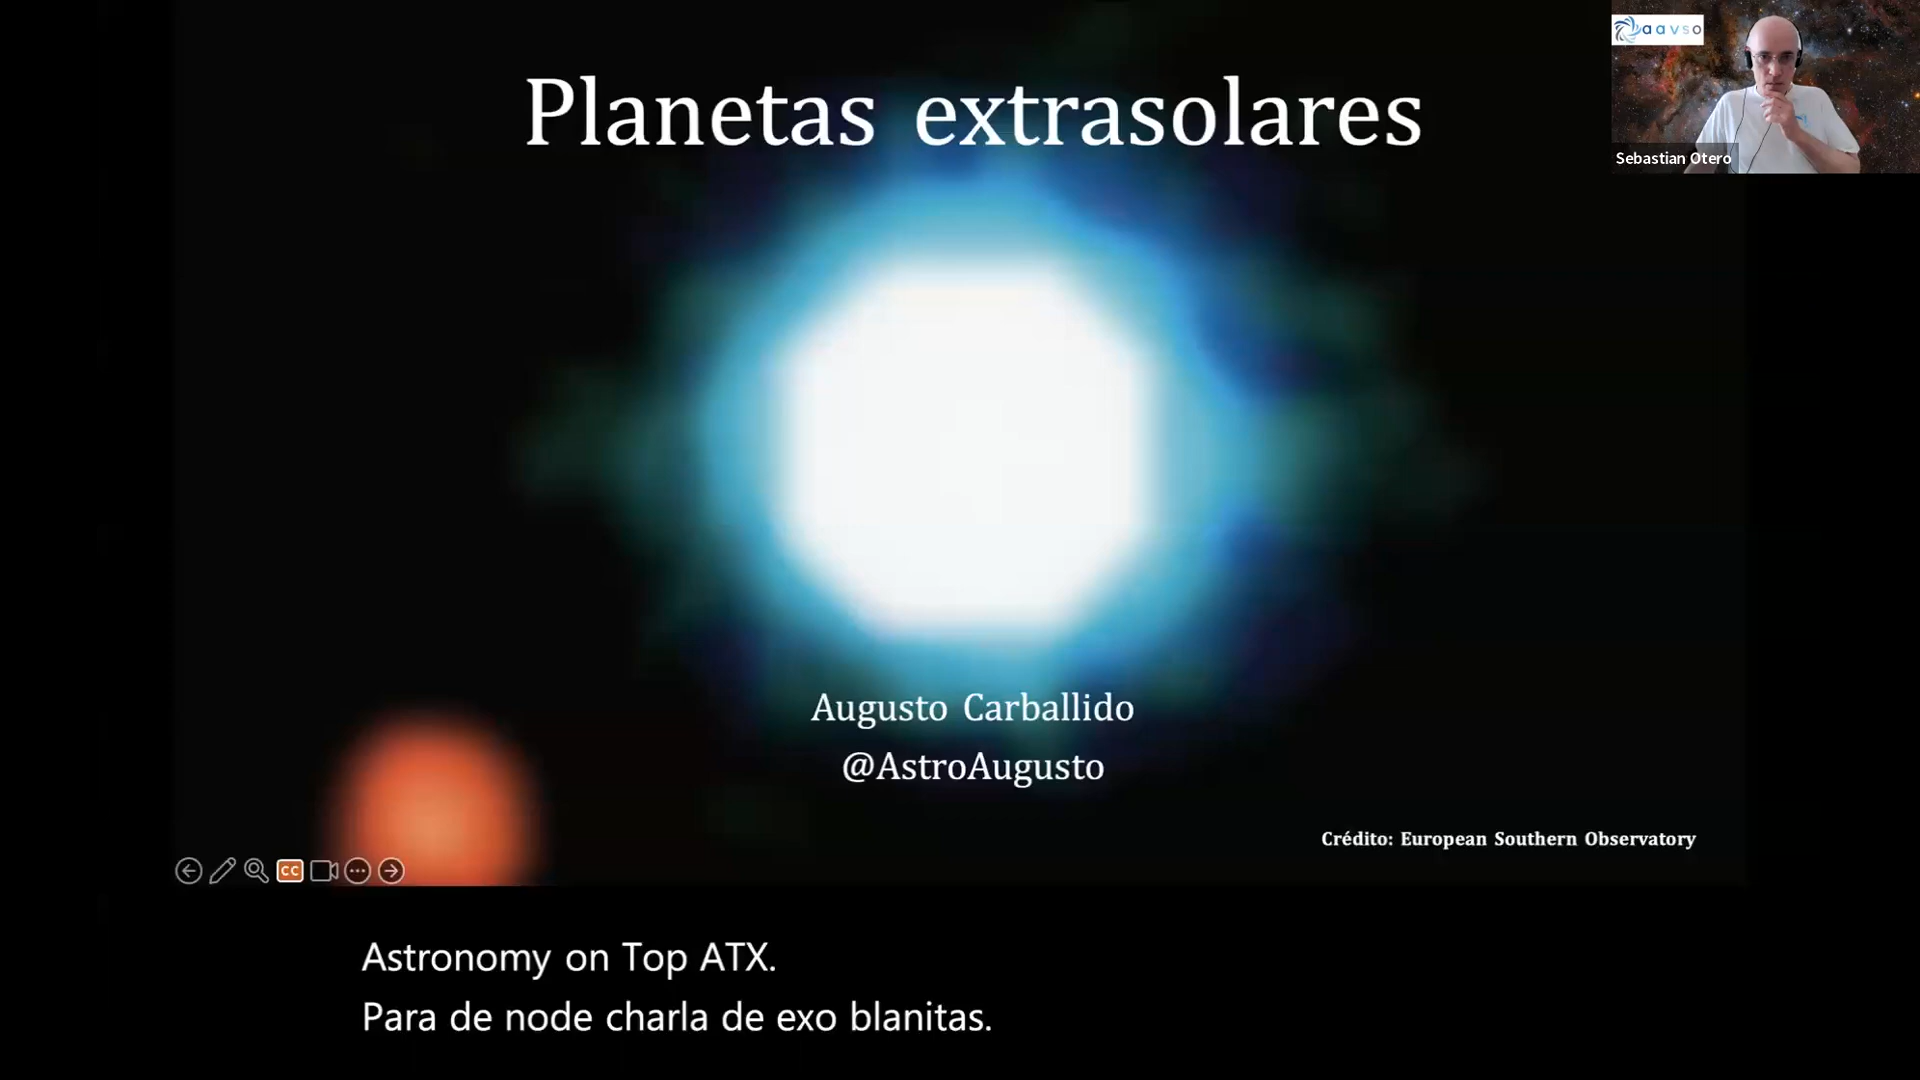 Planetas extrasolares
aavso
Sebastian Otero
Augusto Carballido
@AstroAugusto
Crédito: European Southern Observatory
CC
Astronomy on Top ATX.
Para de node charla de exo blanitas.